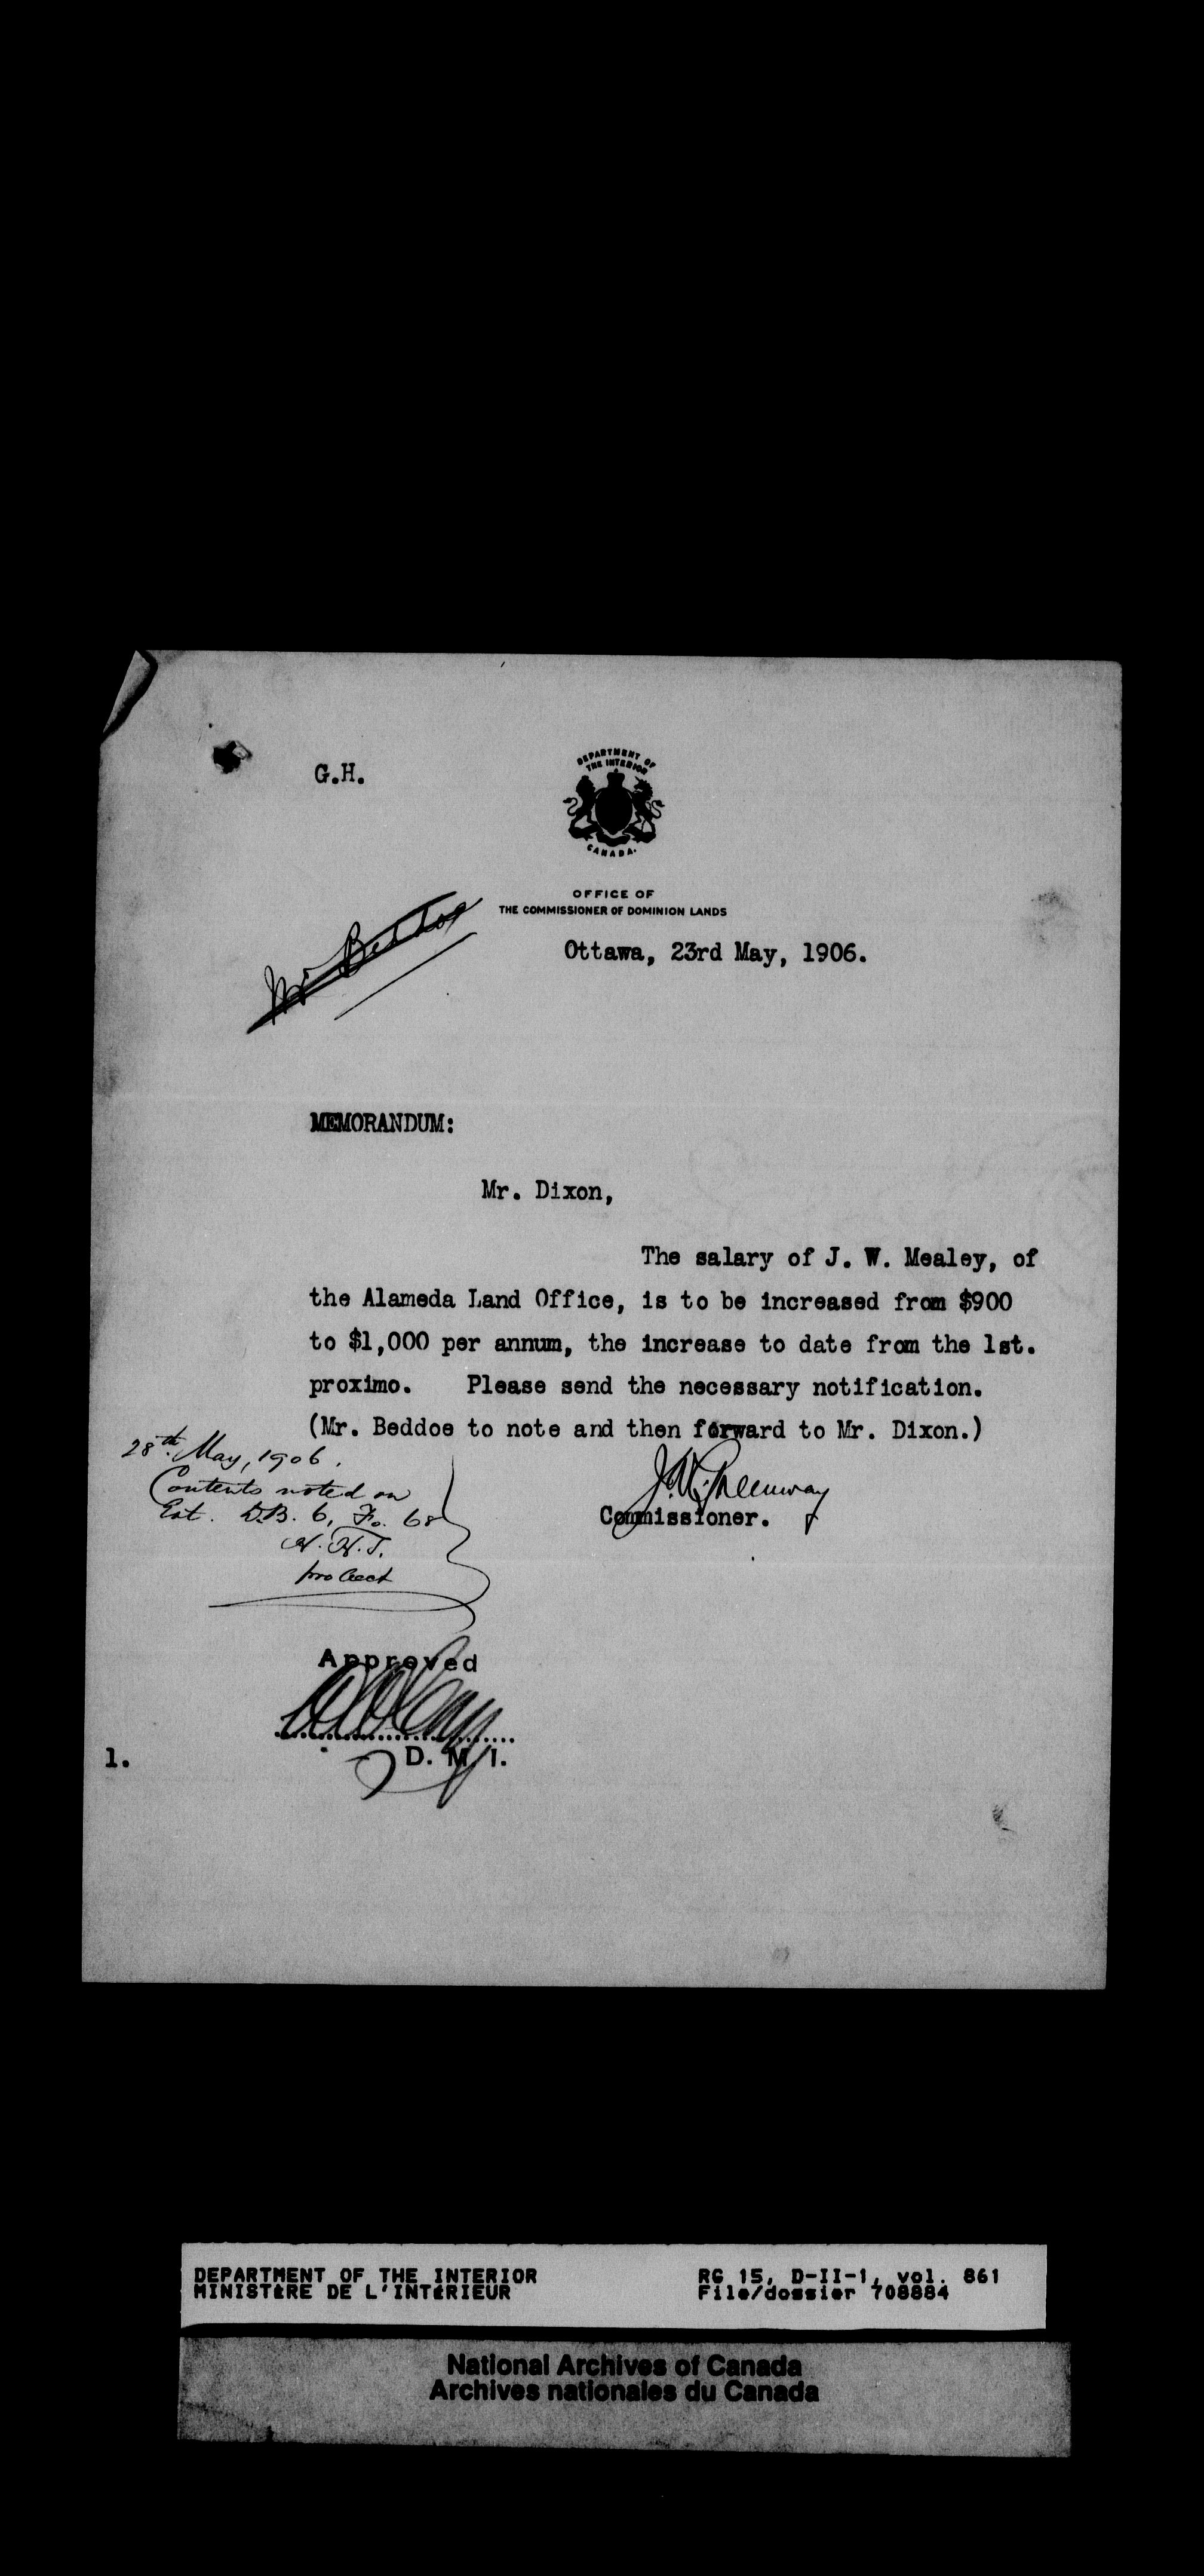 G.H.
DEPARTMENT OF
THE INTERIOR
CANADA.
OFFICE OF
THE COMMISSIONER OF DOMINION LANDS
Mr Beddoe
Ottawa, 23rd May, 1906.
MEMORANDUM:
Mr. Dixon,
The salary of J. W. Mealey, of
the Alameda Land Office, is to be increased from $900
to $1,000 per annum, the increase to date from the 1st.
proximo. Please send the necessary notification.
(Mr. Beddoe to note and then forward to Mr. Dixon.)
28th May, 1906.
Contents noted on
Est. D.B. 6, Fo. 68
pro Acct
J.W. Greenway
Commissioner.
Approved
D. M. I.
1.
DEPARTMENT OF THE INTERIOR
MINISTÈRE DE L'INTÉRIEUR
RG 15, D-II-1, vol. 861
File/dossier 708884
National Archives of Canada
Archives nationales du Canada